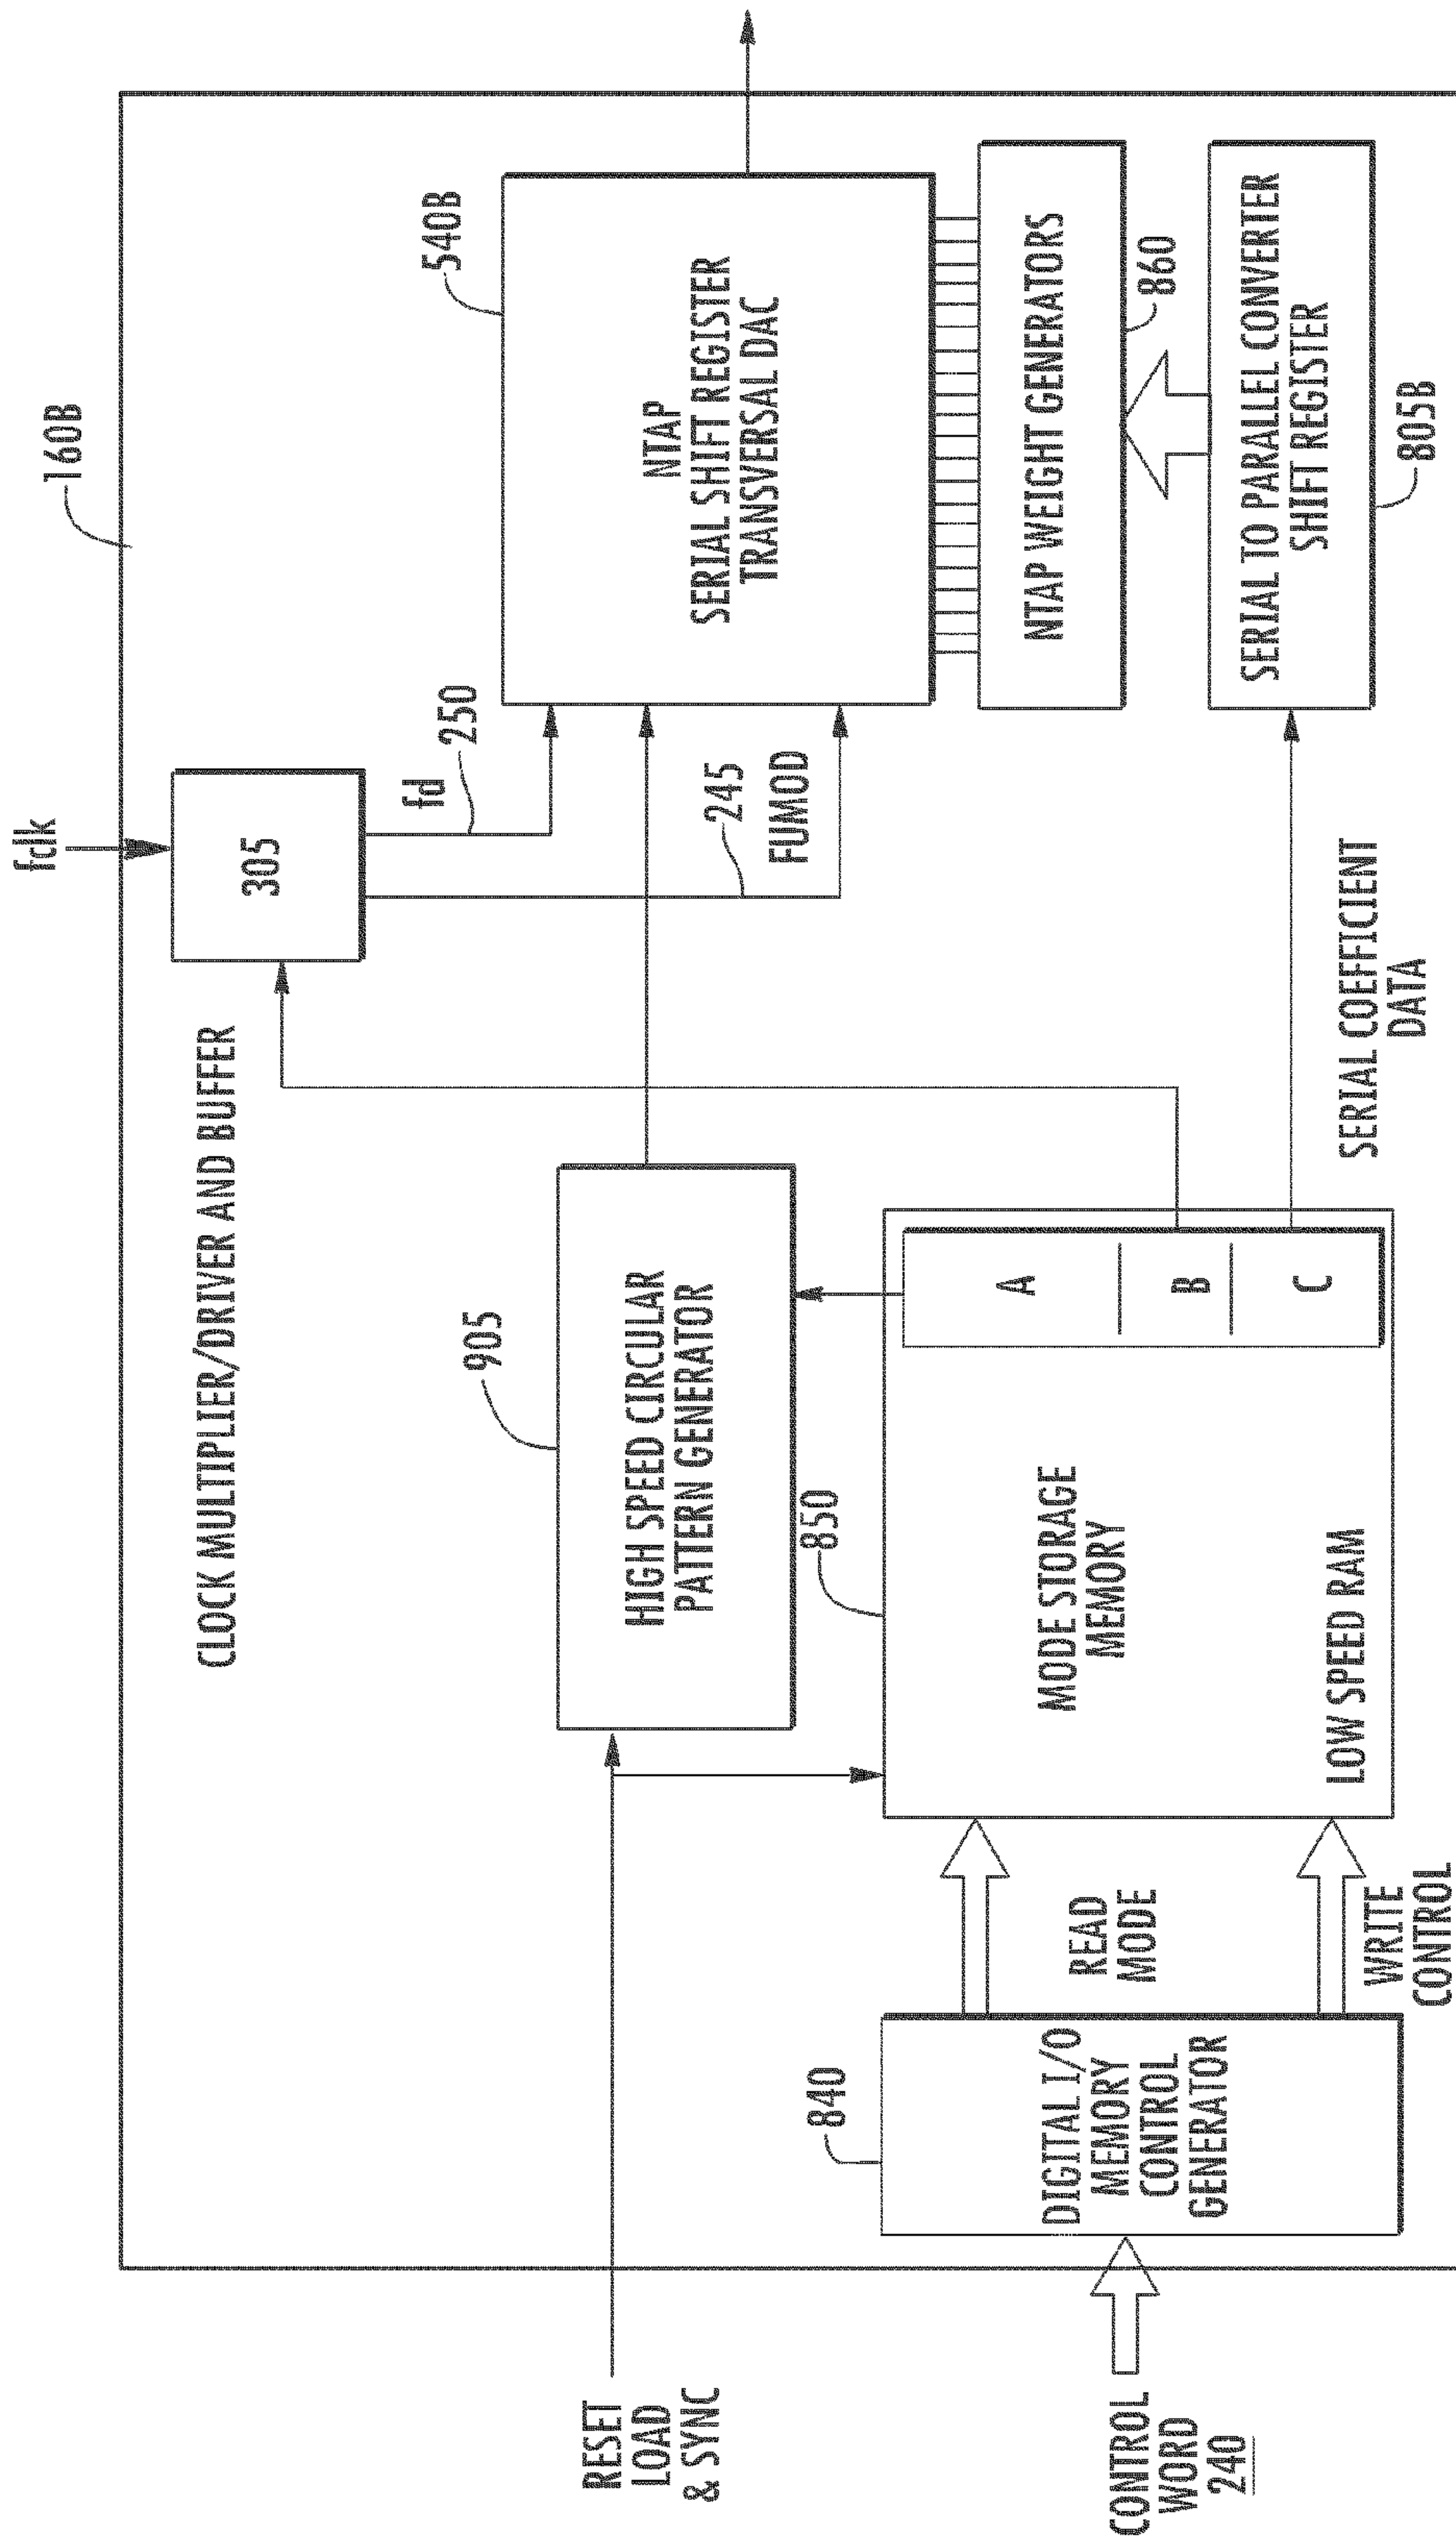 fclk
160B
CLOCK MULTIPLIER/DRIVER AND BUFFER
305
fd
250
245
FUMOD
540B
NTAP
SERIAL SHIFT REGISTER
TRANSVERSAL DAC
RESET
LOAD
& SYNC
905
HIGH SPEED CIRCULAR
PATTERN GENERATOR
850
MODE STORAGE
MEMORY
LOW SPEED RAM
A
B
C
NTAP WEIGHT GENERATORS
860
SERIAL TO PARALLEL CONVERTER
SHIFT REGISTER
805B
SERIAL COEFFICIENT
DATA
840
DIGITAL I/O
MEMORY
CONTROL
GENERATOR
READ
MODE
WRITE
CONTROL
CONTROL
WORD
240